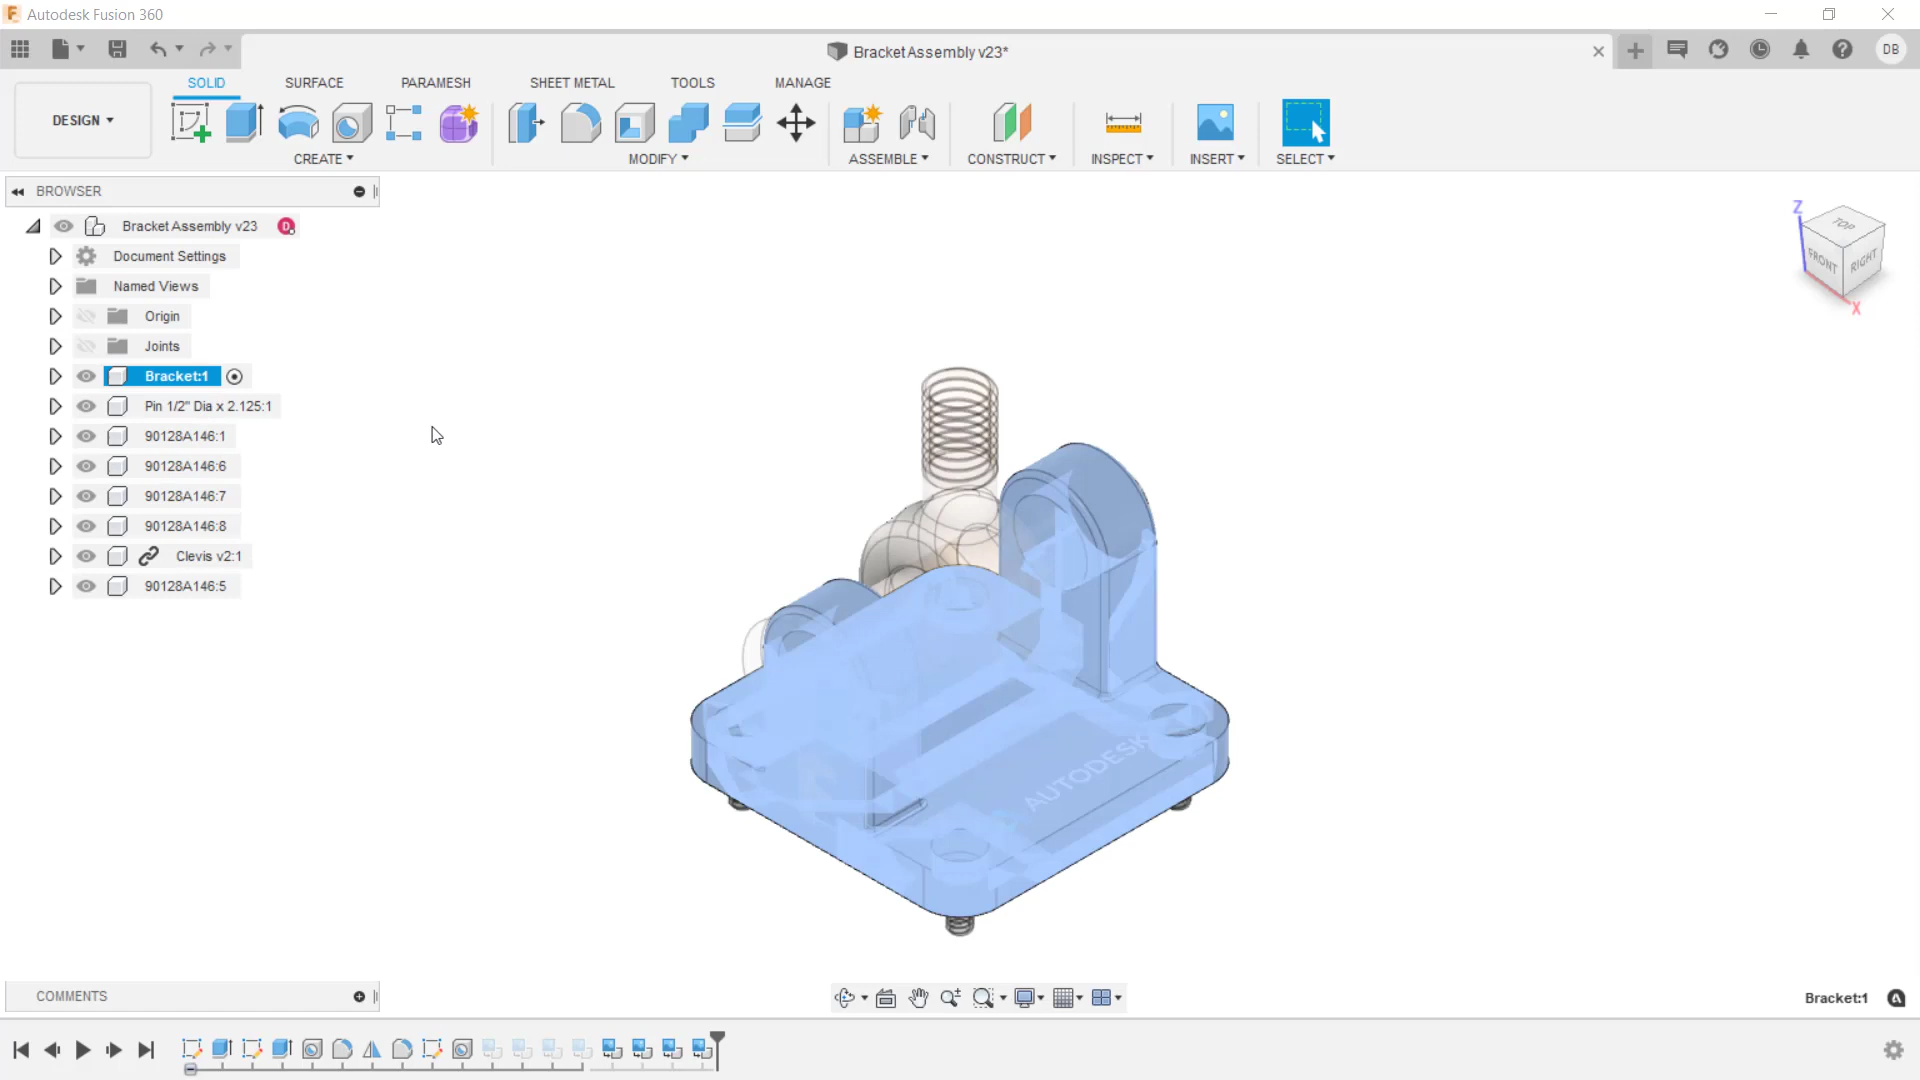 Autodesk Fusion 360
Bracket Assembly v23*
DB
SOLID SURFACE PARAMESH SHEET METAL TOOLS MANAGE
DESIGN
CREATE MODIFY ASSEMBLE CONSTRUCT INSPECT INSERT SELECT
BROWSER
Bracket Assembly v23 D
Document Settings
Named Views
Origin
Joints
Bracket:1
Pin 1/2" Dia x 2.125:1
90128A146:1
90128A146:6
90128A146:7
90128A146:8
Clevis v2:1
90128A146:5
Z
TOP
FRONT RIGHT
X
AUTODESK
COMMENTS
Bracket:1